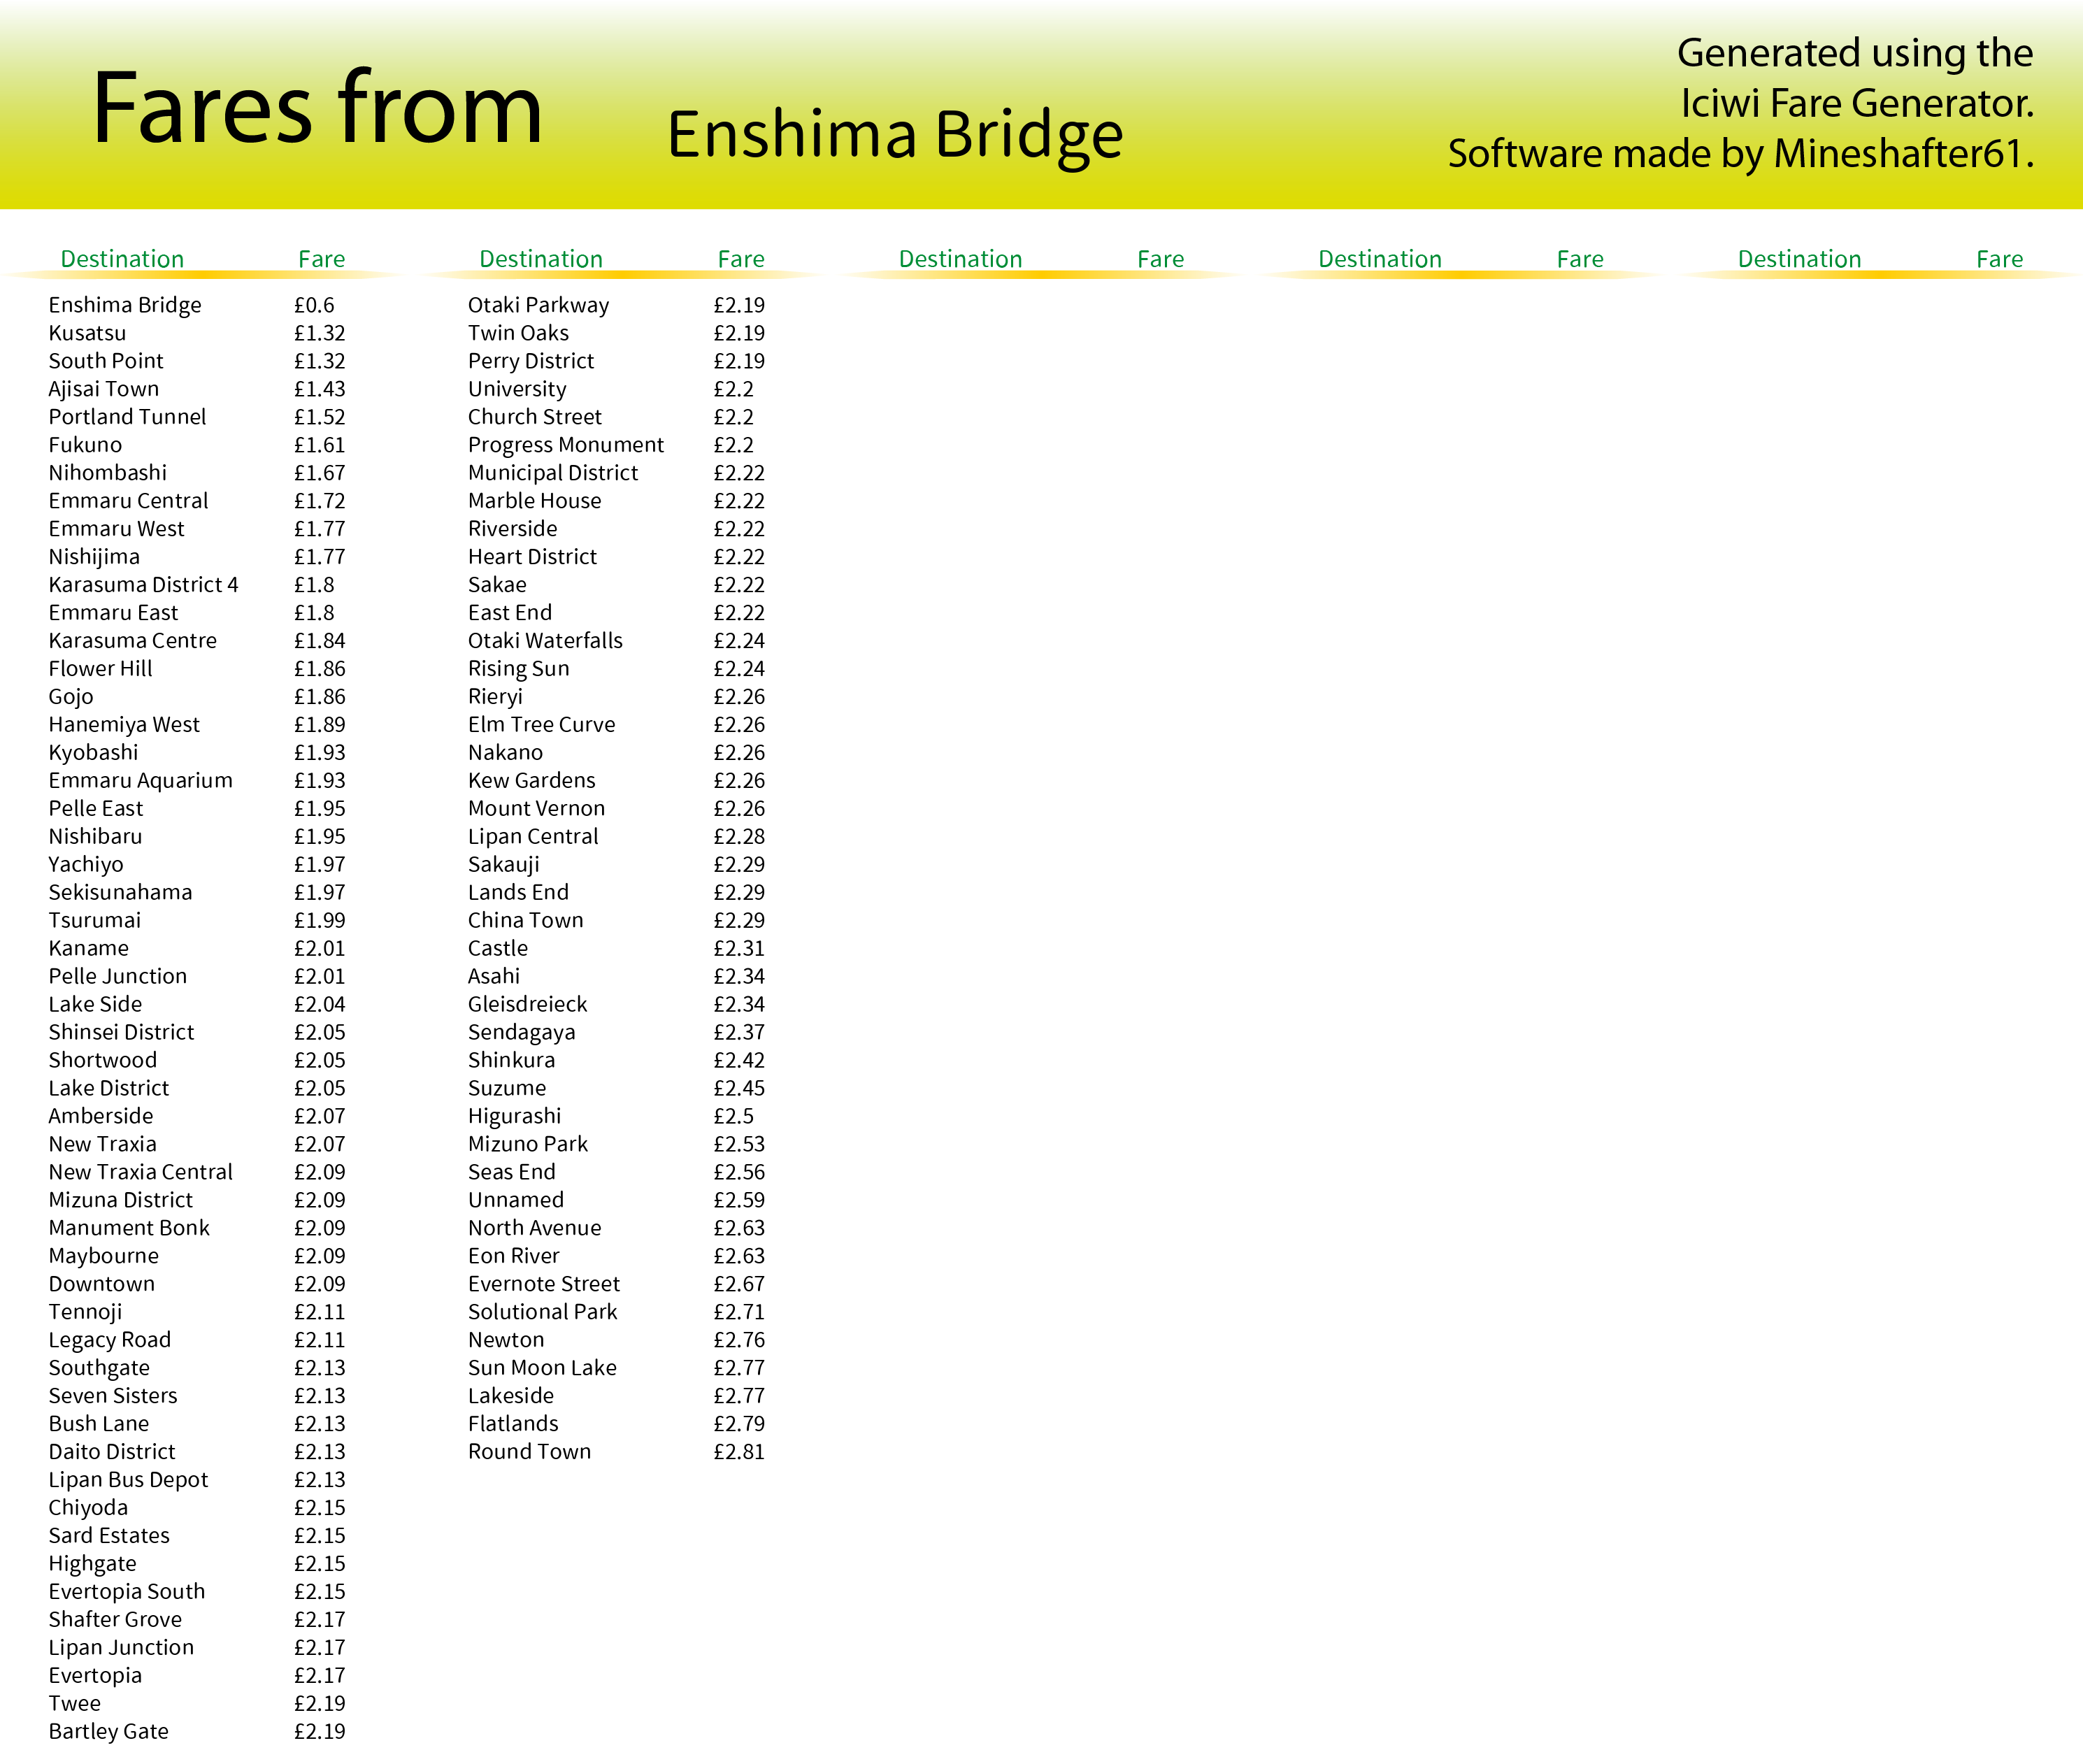 Fares from
Enshima Bridge
Generated using the
Iciwi Fare Generator.
Software made by Mineshafter61.
Destination Fare
Enshima Bridge £0.6
Kusatsu £1.32
South Point £1.32
Ajisai Town £1.43
Portland Tunnel £1.52
Fukuno £1.61
Nihombashi £1.67
Emmaru Central £1.72
Emmaru West £1.77
Nishijima £1.77
Karasuma District 4 £1.8
Emmaru East £1.8
Karasuma Centre £1.84
Flower Hill £1.86
Gojo £1.86
Hanemiya West £1.89
Kyobashi £1.93
Emmaru Aquarium £1.93
Pelle East £1.95
Nishibaru £1.95
Yachiyo £1.97
Sekisunahama £1.97
Tsurumai £1.99
Kaname £2.01
Pelle Junction £2.01
Lake Side £2.04
Shinsei District £2.05
Shortwood £2.05
Lake District £2.05
Amberside £2.07
New Traxia £2.07
New Traxia Central £2.09
Mizuna District £2.09
Manument Bonk £2.09
Maybourne £2.09
Downtown £2.09
Tennoji £2.11
Legacy Road £2.11
Southgate £2.13
Seven Sisters £2.13
Bush Lane £2.13
Daito District £2.13
Lipan Bus Depot £2.13
Chiyoda £2.15
Sard Estates £2.15
Highgate £2.15
Evertopia South £2.15
Shafter Grove £2.17
Lipan Junction £2.17
Evertopia £2.17
Twee £2.19
Bartley Gate £2.19
Destination Fare
Otaki Parkway £2.19
Twin Oaks £2.19
Perry District £2.19
University £2.2
Church Street £2.2
Progress Monument £2.2
Municipal District £2.22
Marble House £2.22
Riverside £2.22
Heart District £2.22
Sakae £2.22
East End £2.22
Otaki Waterfalls £2.24
Rising Sun £2.24
Rieryi £2.26
Elm Tree Curve £2.26
Nakano £2.26
Kew Gardens £2.26
Mount Vernon £2.26
Lipan Central £2.28
Sakauji £2.29
Lands End £2.29
China Town £2.29
Castle £2.31
Asahi £2.34
Gleisdreieck £2.34
Sendagaya £2.37
Shinkura £2.42
Suzume £2.45
Higurashi £2.5
Mizuno Park £2.53
Seas End £2.56
Unnamed £2.59
North Avenue £2.63
Eon River £2.63
Evernote Street £2.67
Solutional Park £2.71
Newton £2.76
Sun Moon Lake £2.77
Lakeside £2.77
Flatlands £2.79
Round Town £2.81
Destination Fare
Destination Fare
Destination Fare